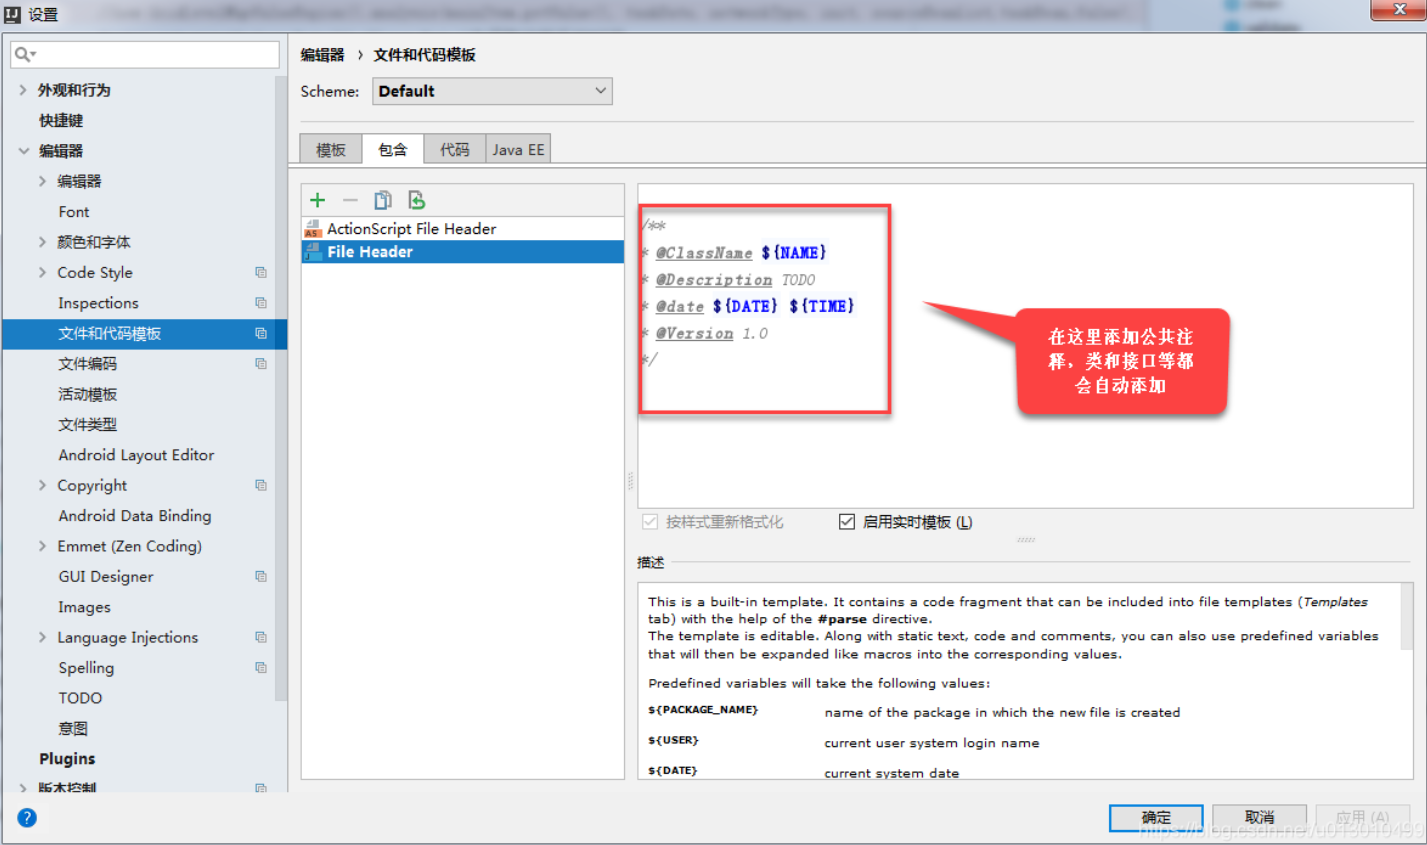 设置
编辑器 › 文件和代码模板
Scheme: Default
外观和行为
快捷键
编辑器
编辑器
Font
颜色和字体
Code Style
Inspections
文件和代码模板
文件编码
活动模板
文件类型
Android Layout Editor
Copyright
Android Data Binding
Emmet (Zen Coding)
GUI Designer
Images
Language Injections
Spelling
TODO
意图
Plugins
版本控制
模板 包含 代码 Java EE
ActionScript File Header
File Header
/**
* @ClassName ${NAME}
* @Description TODO
* @date ${DATE} ${TIME}
* @Version 1.0
*/
在这里添加公共注
释，类和接口等都
会自动添加
按样式重新格式化 启用实时模板 (L)
描述
This is a built-in template. It contains a code fragment that can be included into file templates (Templates
tab) with the help of the #parse directive.
The template is editable. Along with static text, code and comments, you can also use predefined variables
that will then be expanded like macros into the corresponding values.
Predefined variables will take the following values:
${PACKAGE_NAME} name of the package in which the new file is created
${USER} current user system login name
${DATE} current system date
确定 取消 应用 (A)
https://blog.csdn.net/u013010499